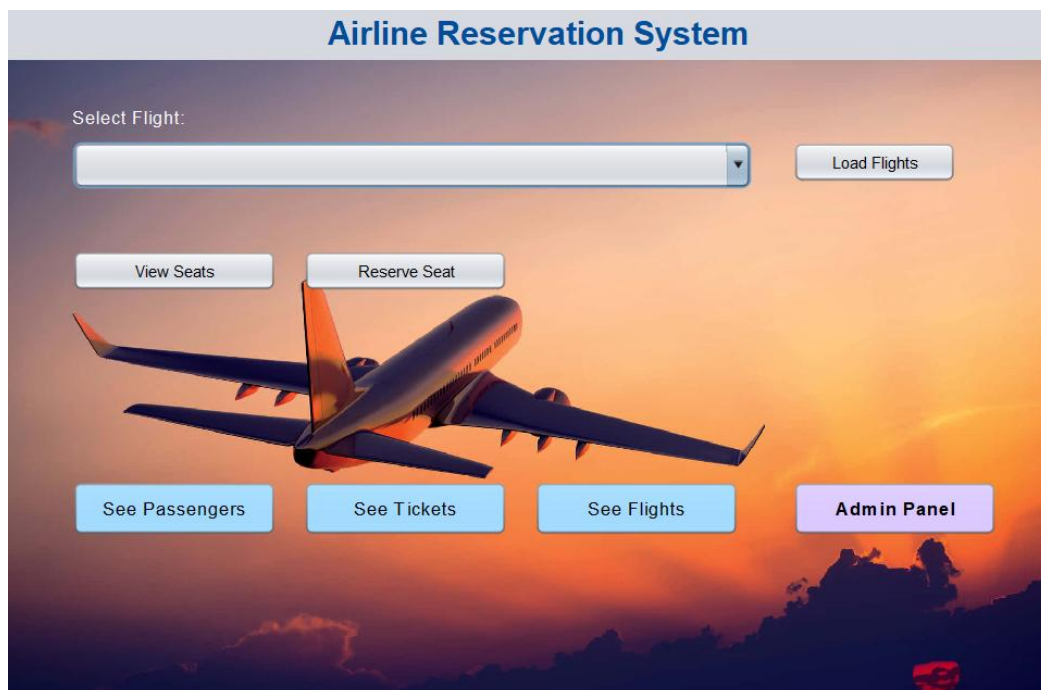 Airline Reservation System
Select Flight:
Load Flights
View Seats
Reserve Seat
See Passengers
See Tickets
See Flights
Admin Panel